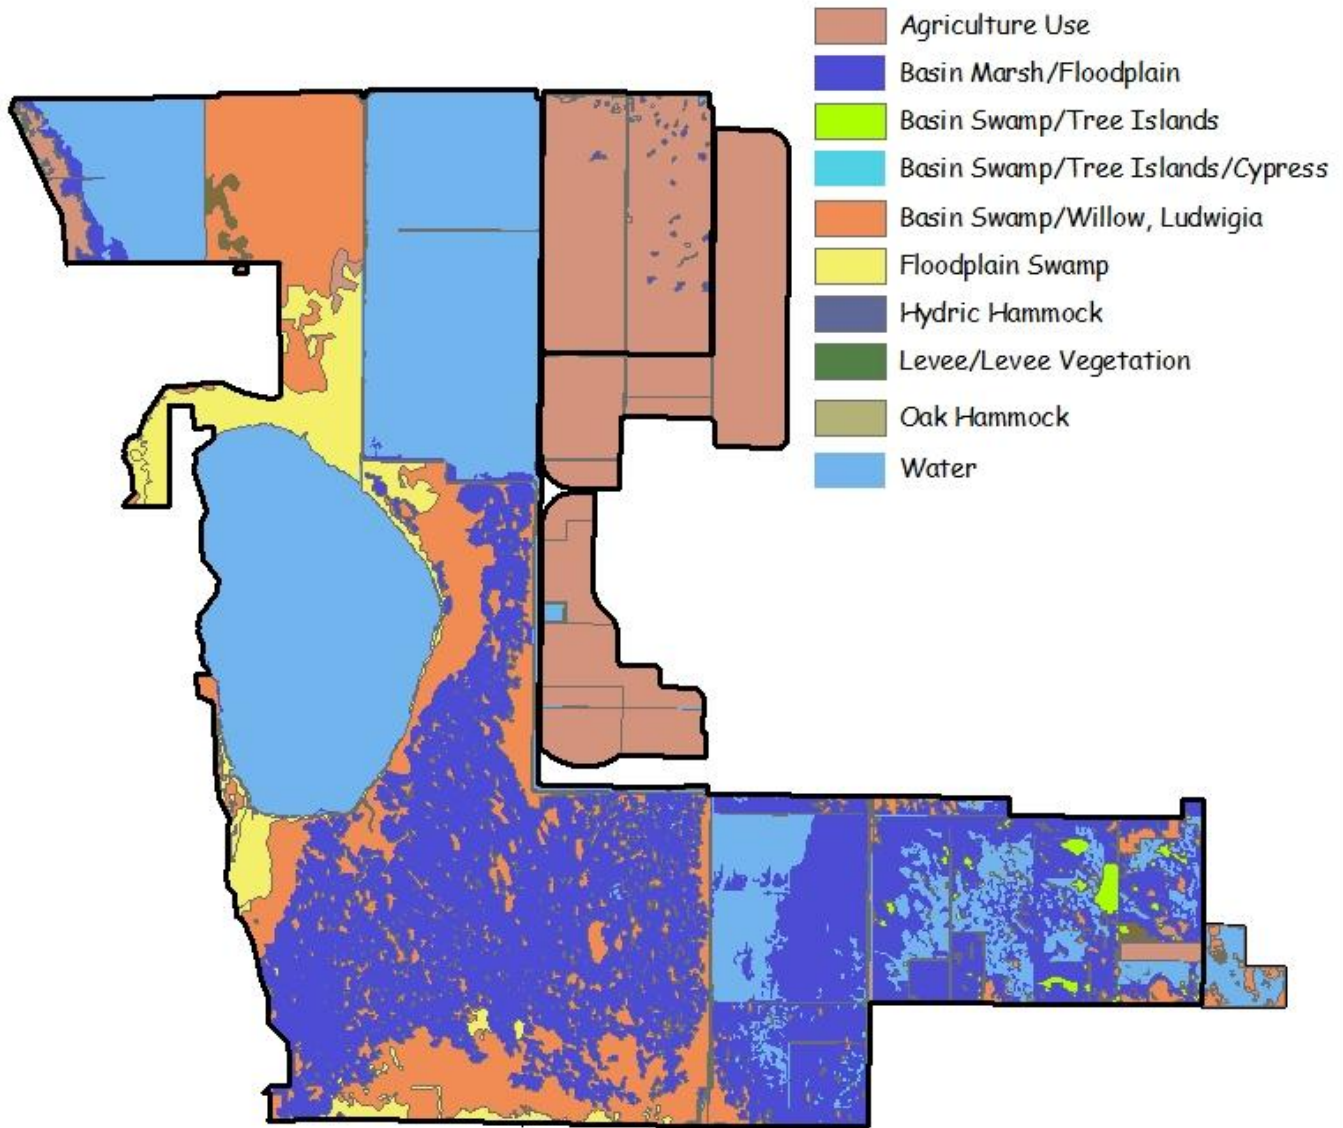 Agriculture Use
Basin Marsh/Floodplain
Basin Swamp/Tree Islands
Basin Swamp/Tree Islands/Cypress
Basin Swamp/Willow, Ludwigia
Floodplain Swamp
Hydric Hammock
Levee/Levee Vegetation
Oak Hammock
Water